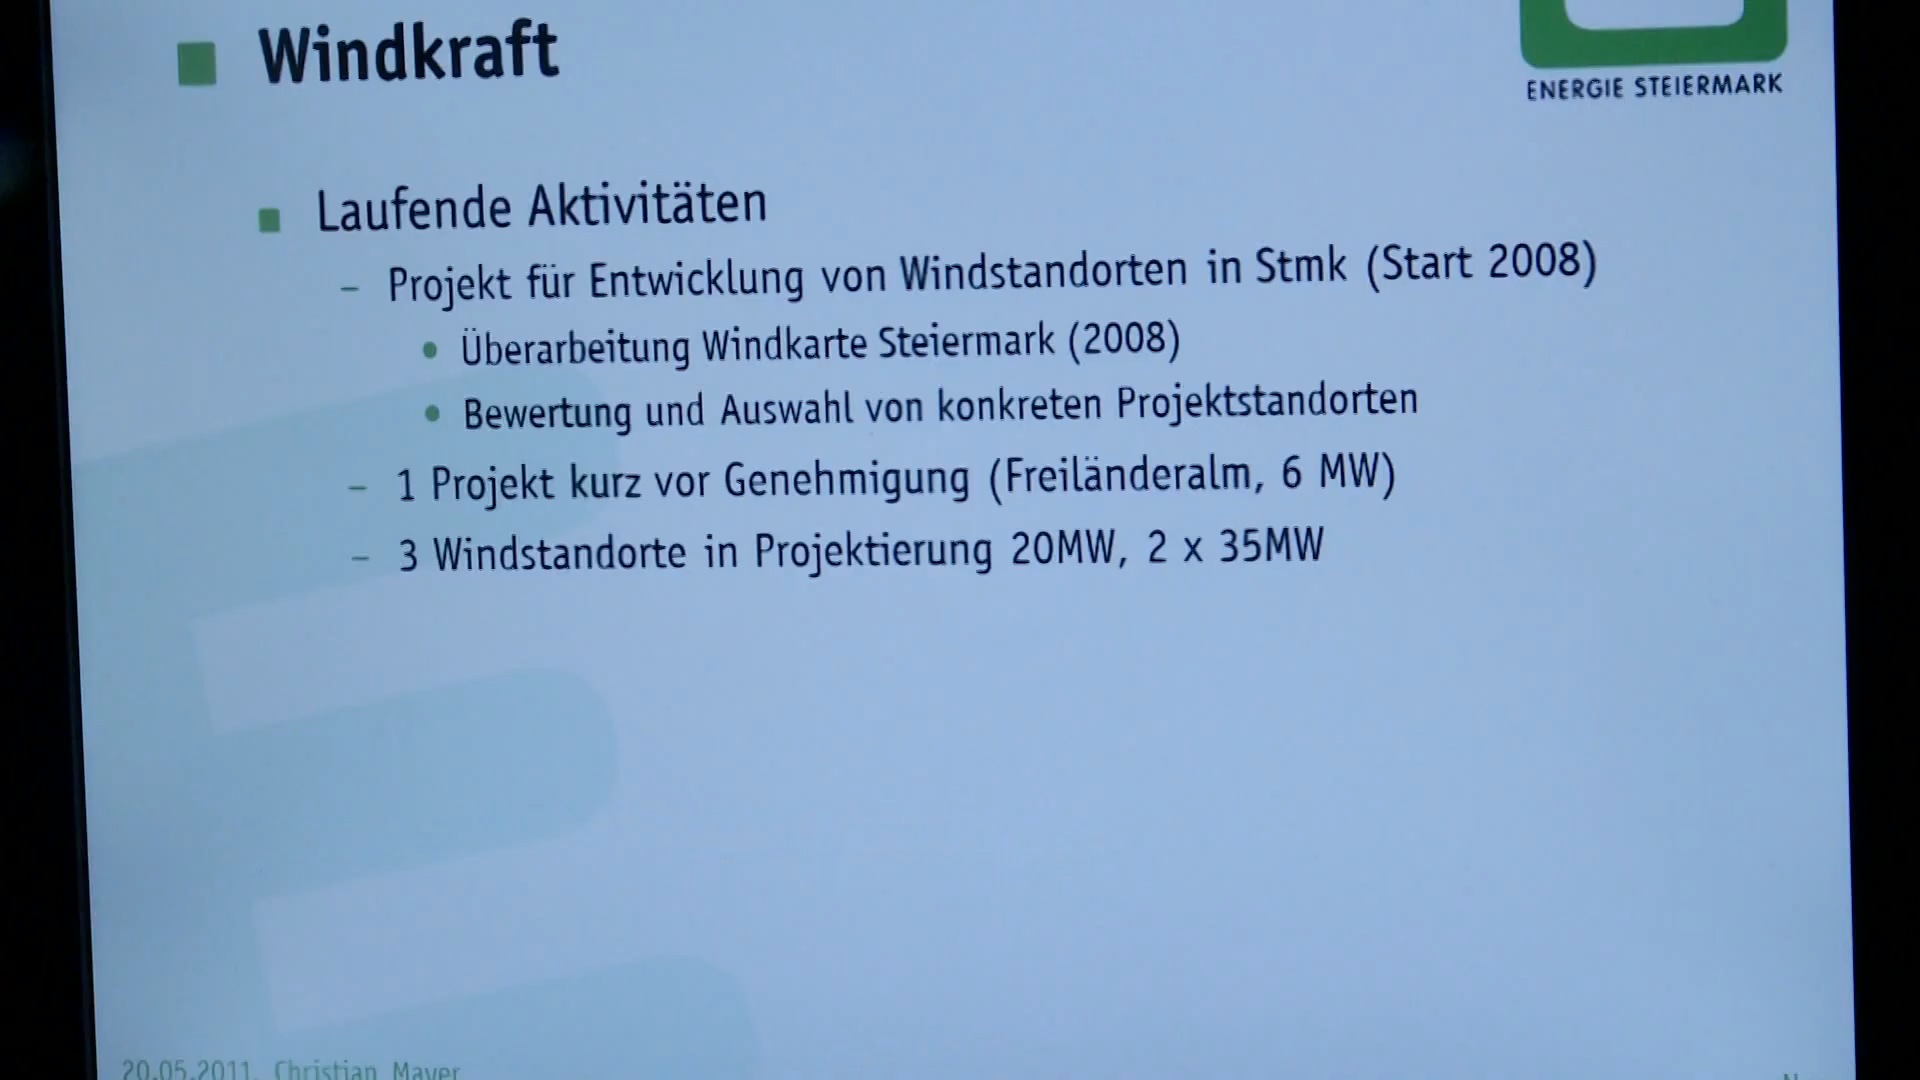 Windkraft
ENERGIE STEIERMARK
Laufende Aktivitäten
– Projekt für Entwicklung von Windstandorten in Stmk (Start 2008)
• Überarbeitung Windkarte Steiermark (2008)
• Bewertung und Auswahl von konkreten Projektstandorten
– 1 Projekt kurz vor Genehmigung (Freiländeralm, 6 MW)
– 3 Windstandorte in Projektierung 20MW, 2 x 35MW
20.05.2011, Christian Mayer